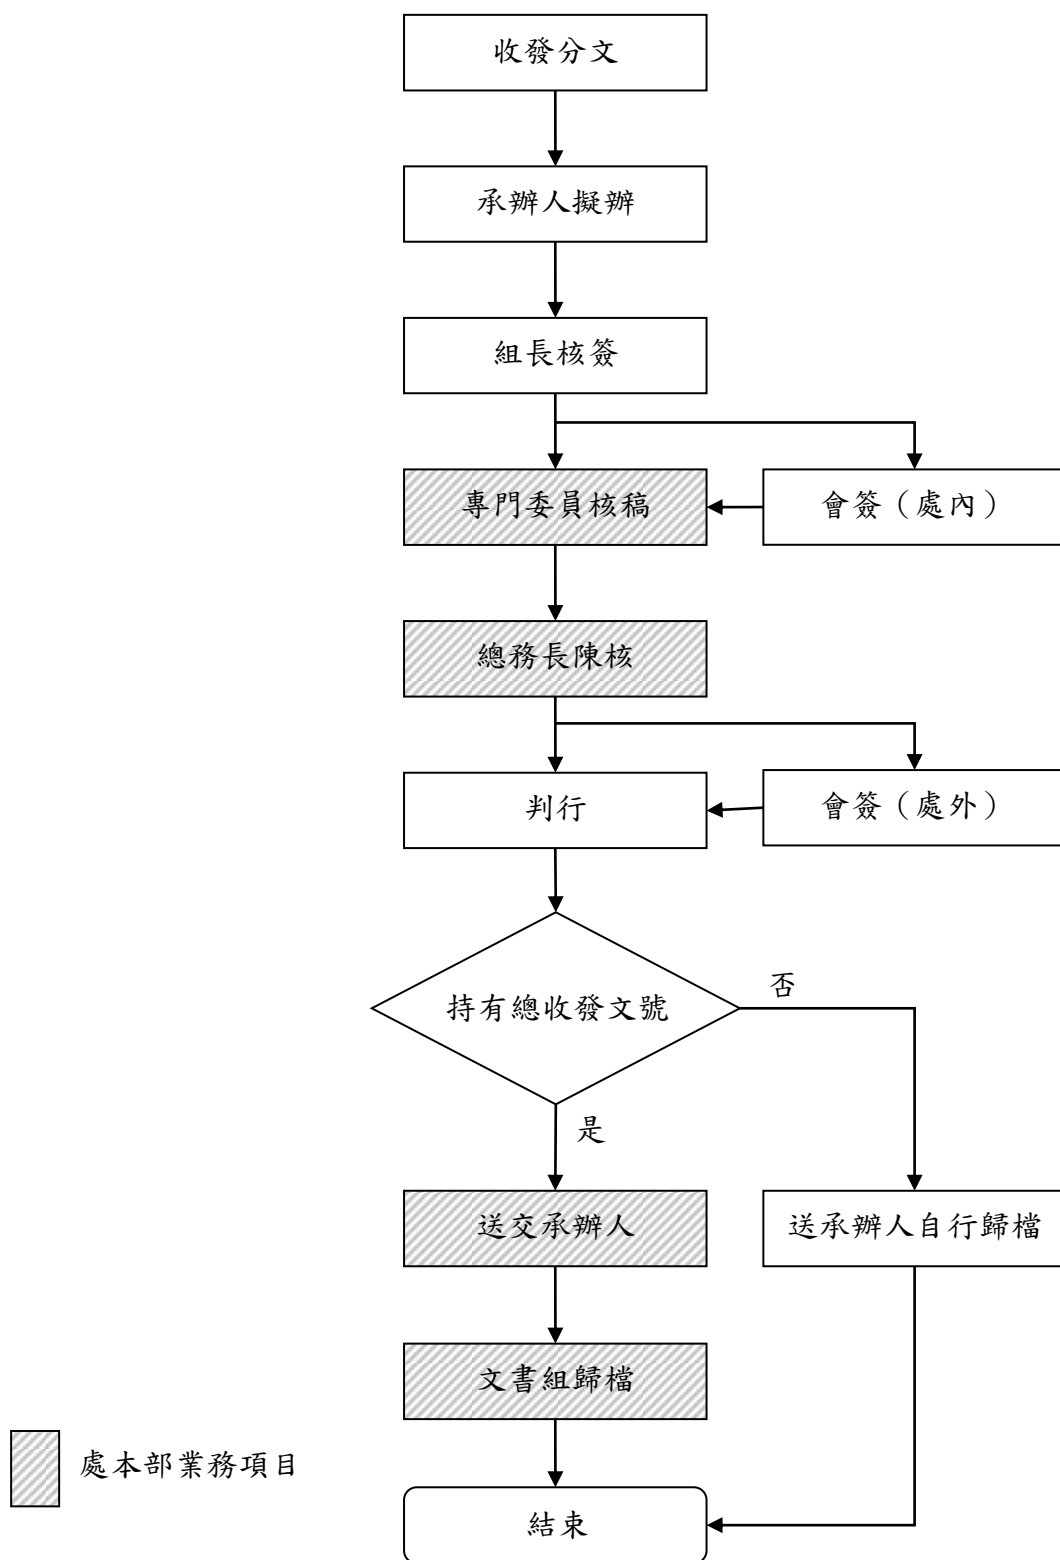 收發分文
承辦人擬辦
組長核簽
專門委員核稿
會簽（處內）
總務長陳核
判行
會簽（處外）
持有總收發文號
否
是
送交承辦人
送承辦人自行歸檔
文書組歸檔
處本部業務項目
結束